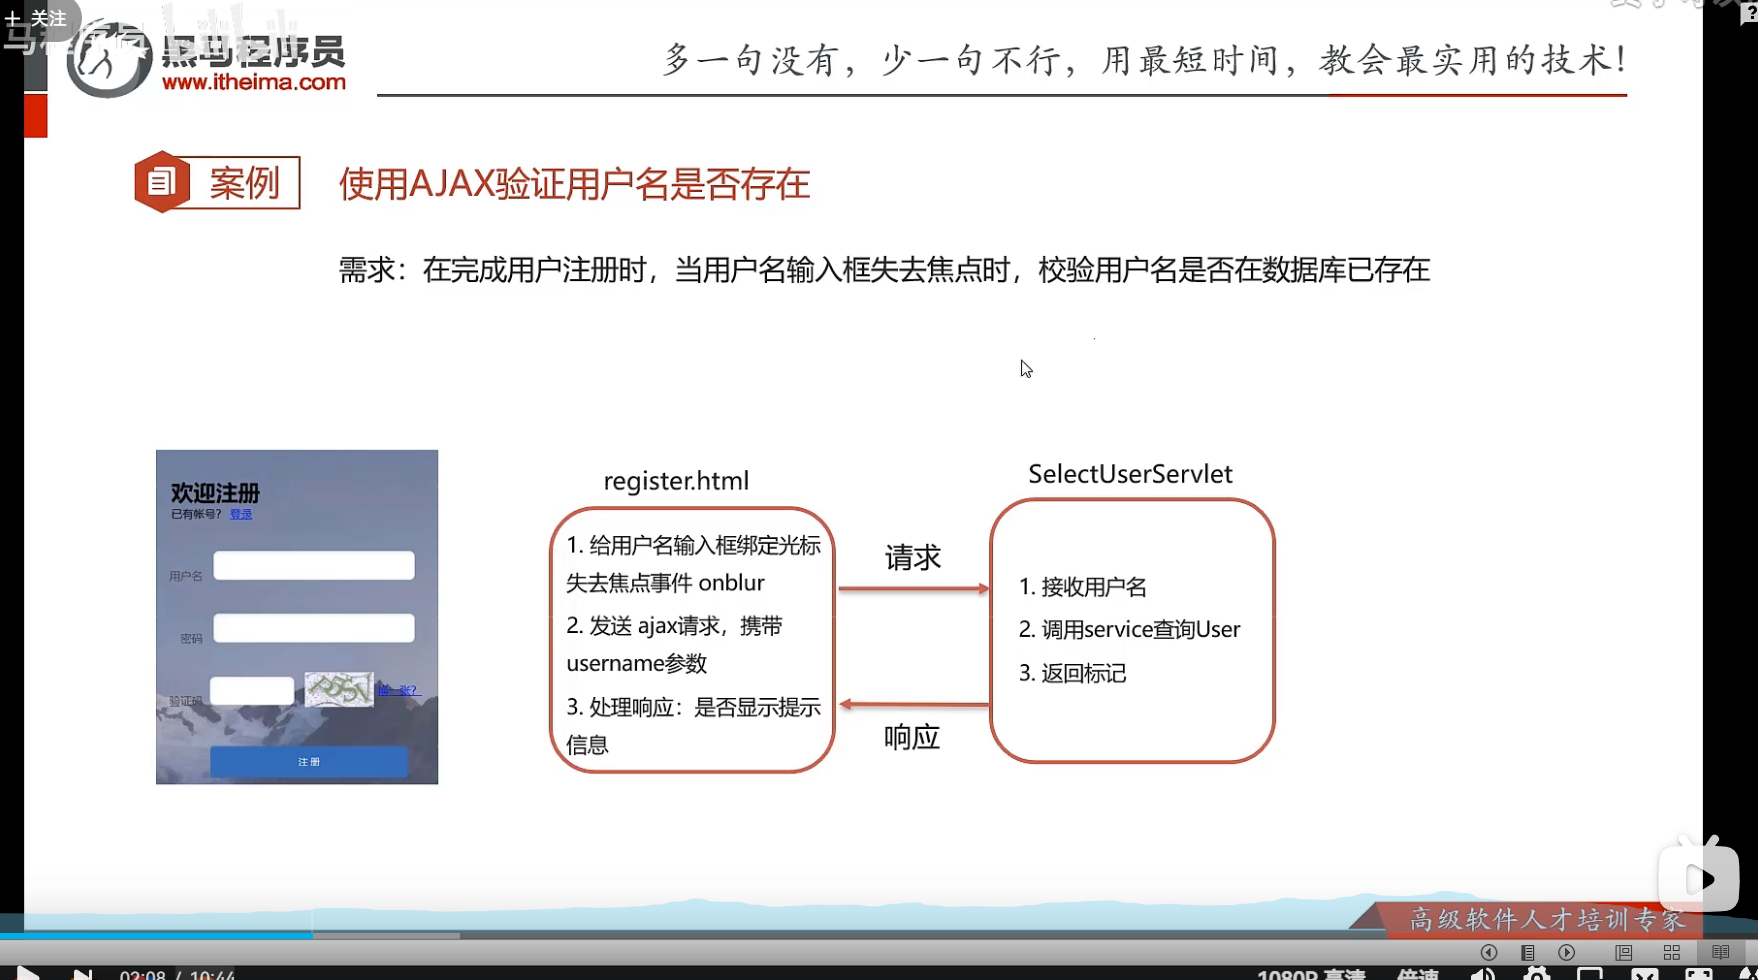 + 关注
黑马程序员
www.itheima.com
多一句没有，少一句不行，用最短时间，教会最实用的技术！
案例
使用AJAX验证用户名是否存在
需求：在完成用户注册时，当用户名输入框失去焦点时，校验用户名是否在数据库已存在
欢迎注册
已有帐号？ 登录
用户名
密码
验证码
换一张？
注 册
register.html
1. 给用户名输入框绑定光标
失去焦点事件 onblur
2. 发送 ajax请求，携带
username参数
3. 处理响应：是否显示提示
信息
请求
响应
SelectUserServlet
1. 接收用户名
2. 调用service查询User
3. 返回标记
高级软件人才培训专家
02:08 / 10:44
1080P 高清
倍速